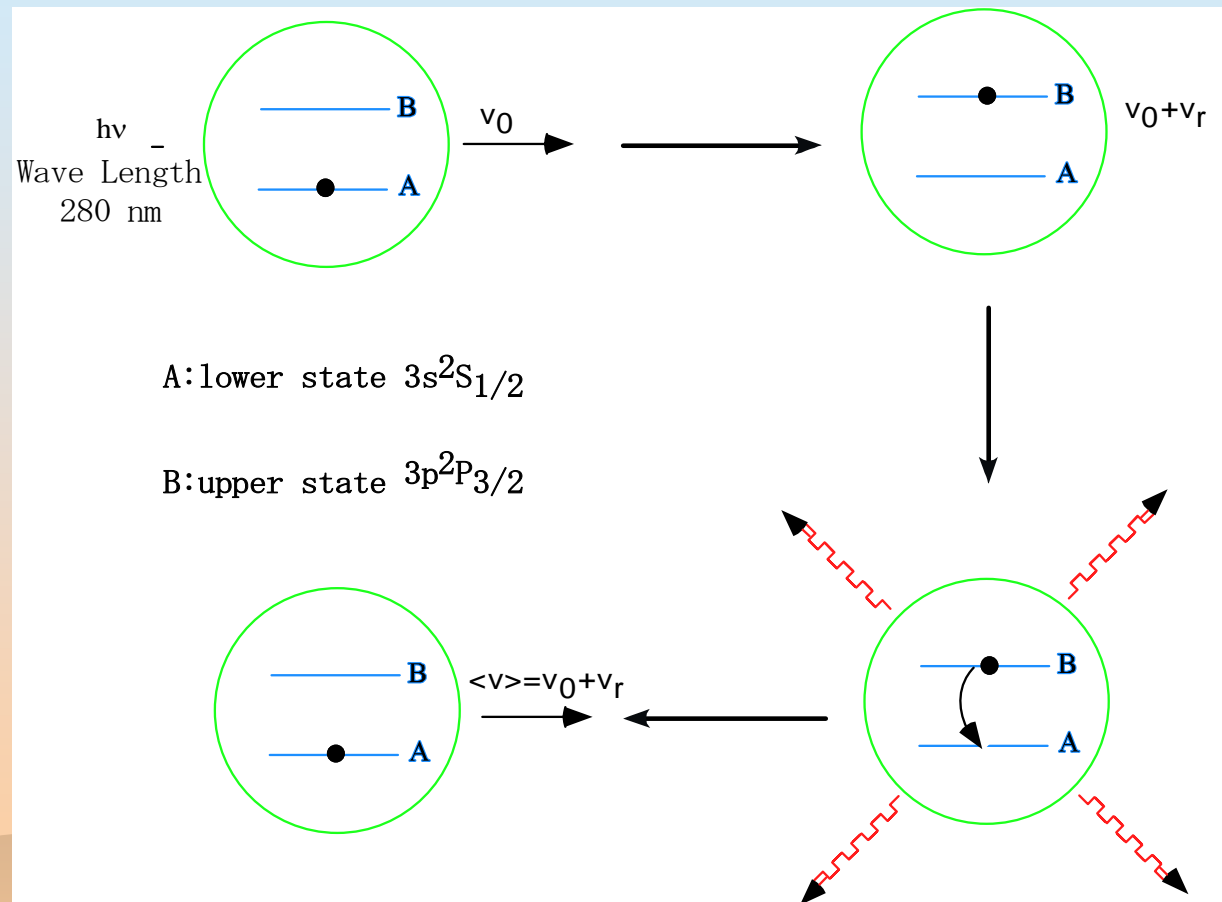 B
v0
hν _
Wave Length
280 nm
A
B
v0+vr
A
A:lower state 3s2S1/2
B:upper state 3p2P3/2
B
<v>=v0+vr
A
B
A